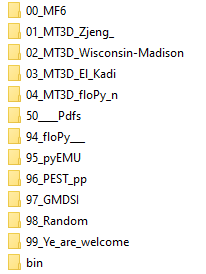 00_MF6
01_MT3D_Zjeng_
02_MT3D_Wisconsin-Madison
03_MT3D_El_Kadi
04_MT3D_floPy_n
50____Pdfs
94_floPy___
95_pyEMU
96_PEST_pp
97_GMDSI
98_Random
99_Ye_are_welcome
bin